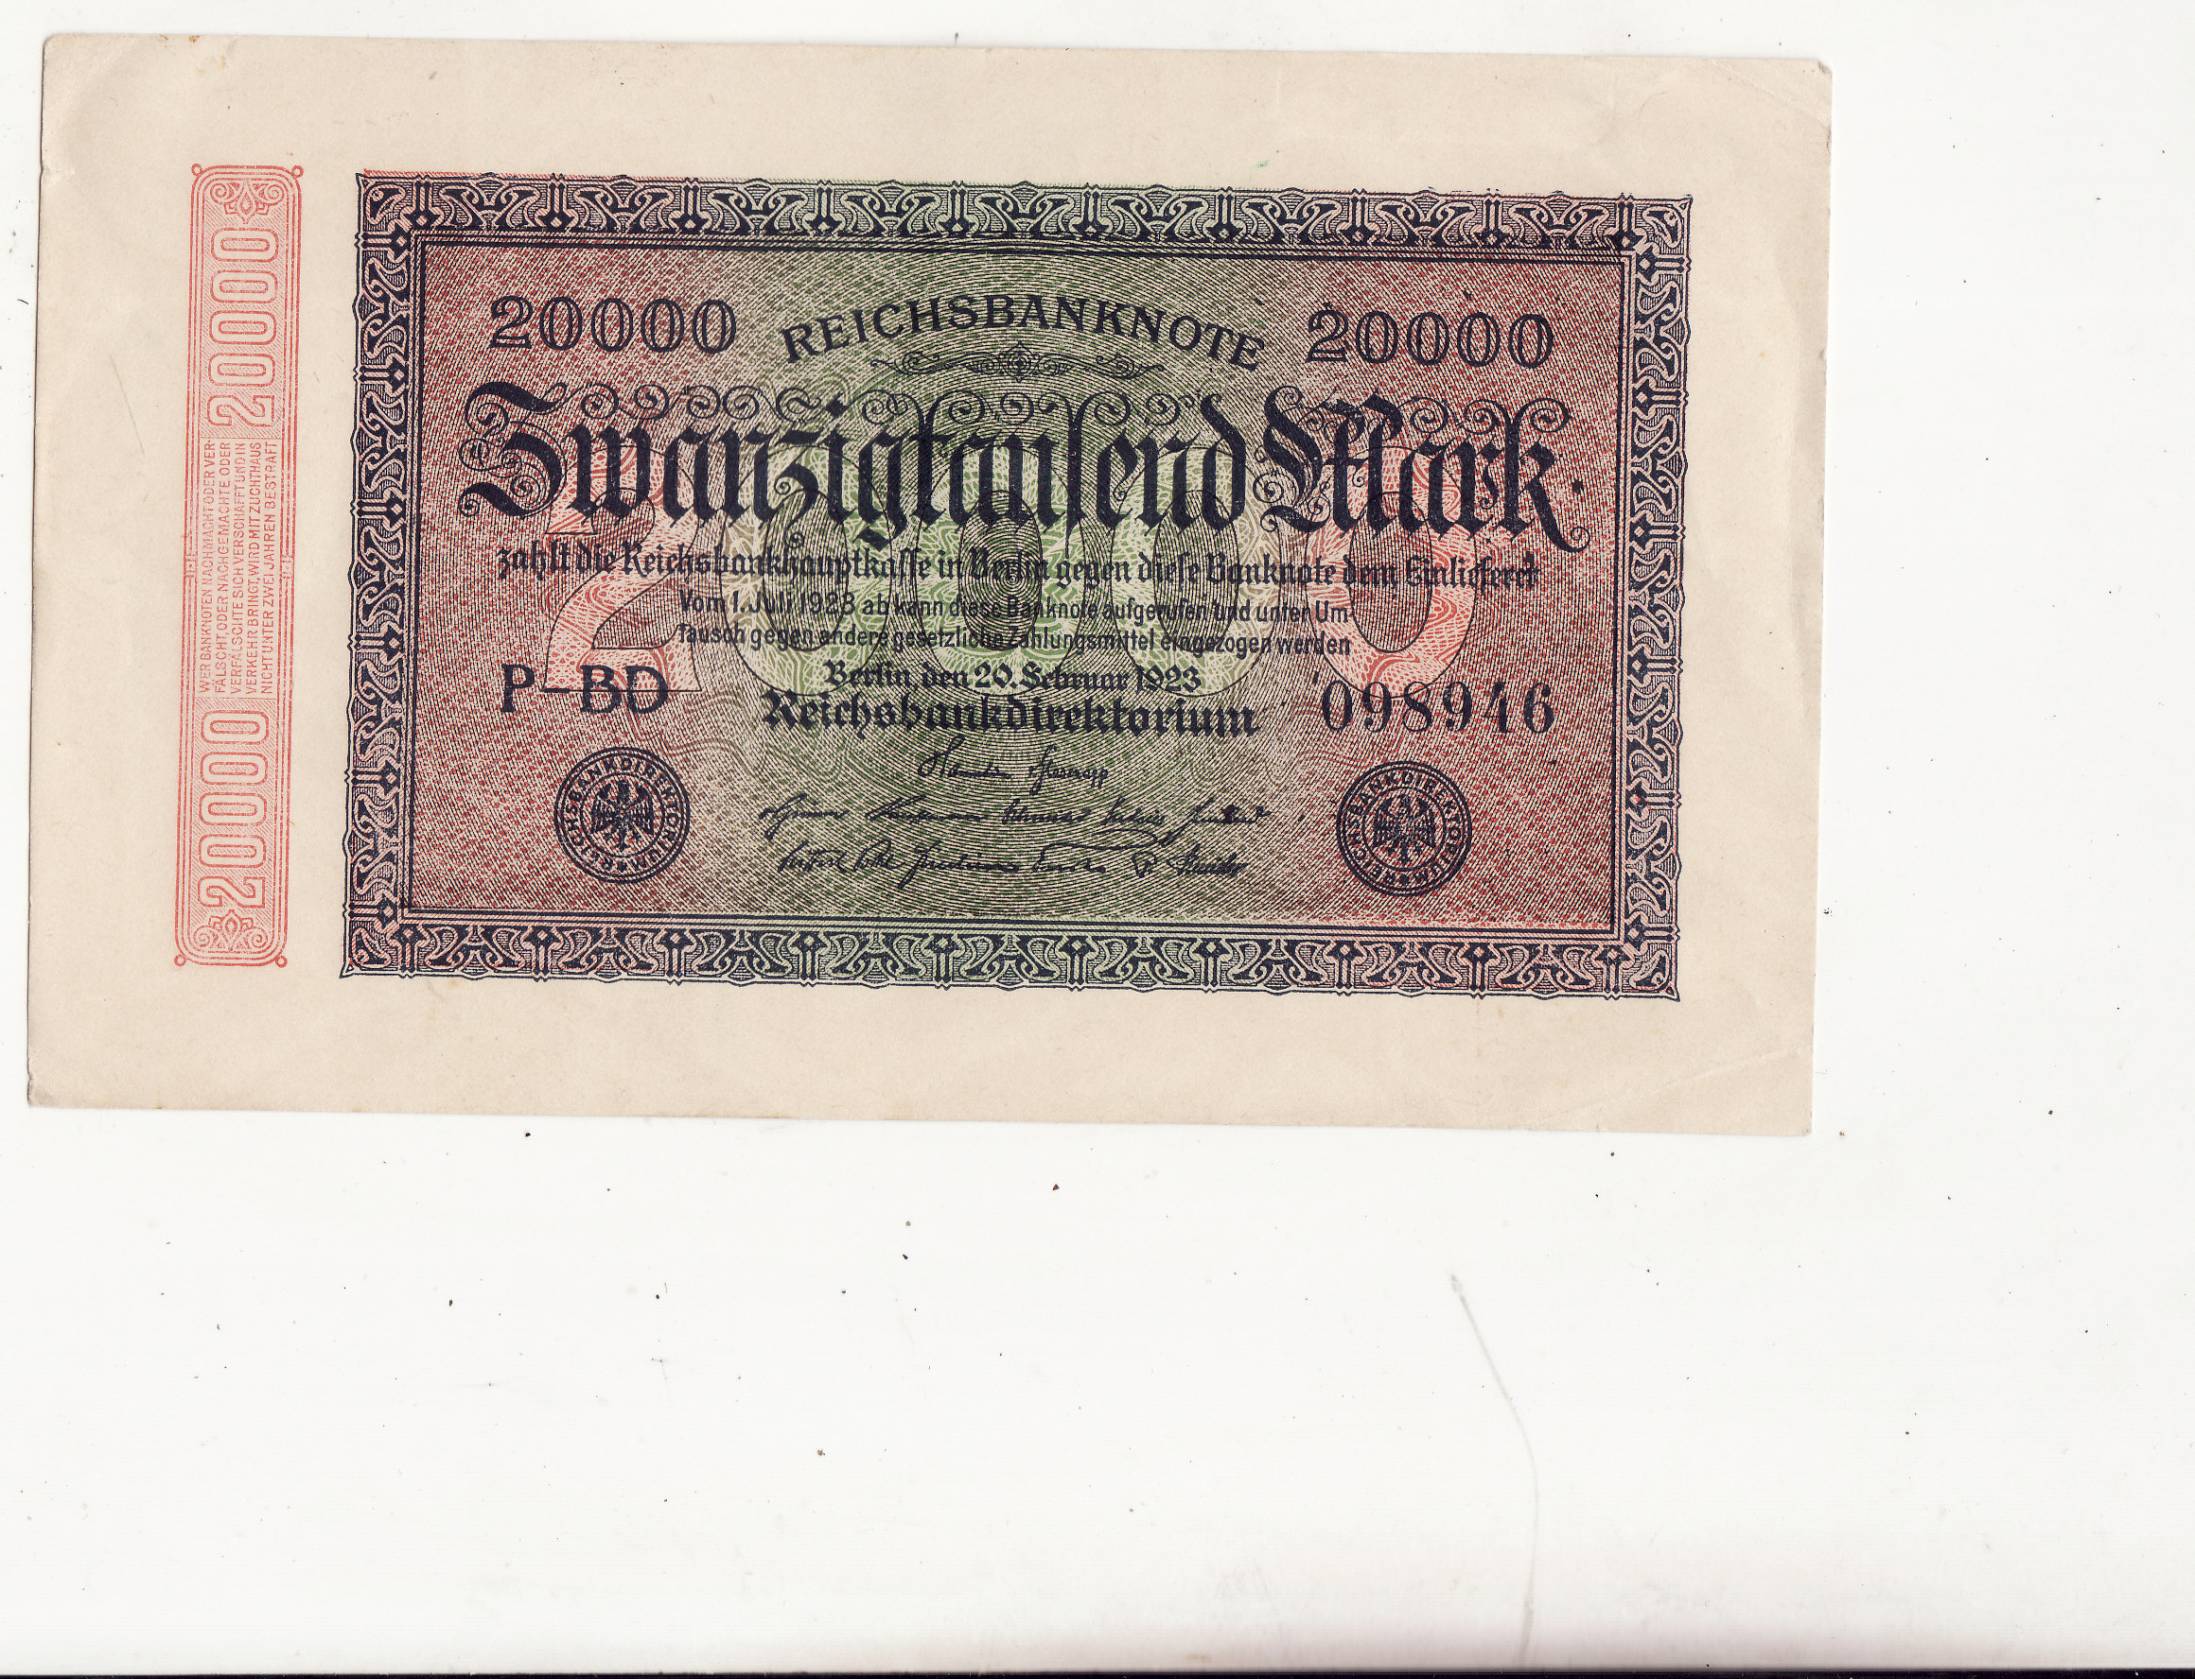 20000 REICHSBANKNOTE 20000
Zwanzigtausend Mark
zahlt die Reichsbankhauptkasse in Berlin gegen diese Banknote dem Einlieferer
Vom 1. Juli 1923 ab kann diese Banknote aufgerufen und unter Um-
tausch gegen andere gesetzliche Zahlungsmittel eingezogen werden
20000
P-BD
Berlin den 20. Februar 1923
Reichsbankdirektorium
098946
REICHSBANKDIREKTORIUM
REICHSBANKDIREKTORIUM
20000
WER BANKNOTEN NACHMACHT ODER VER-
FÄLSCHT, ODER NACHGEMACHTE ODER
VERFÄLSCHTE SICH VERSCHAFFT UND IN
VERKEHR BRINGT, WIRD MIT ZUCHTHAUS
NICHT UNTER ZWEI JAHREN BESTRAFT
20000